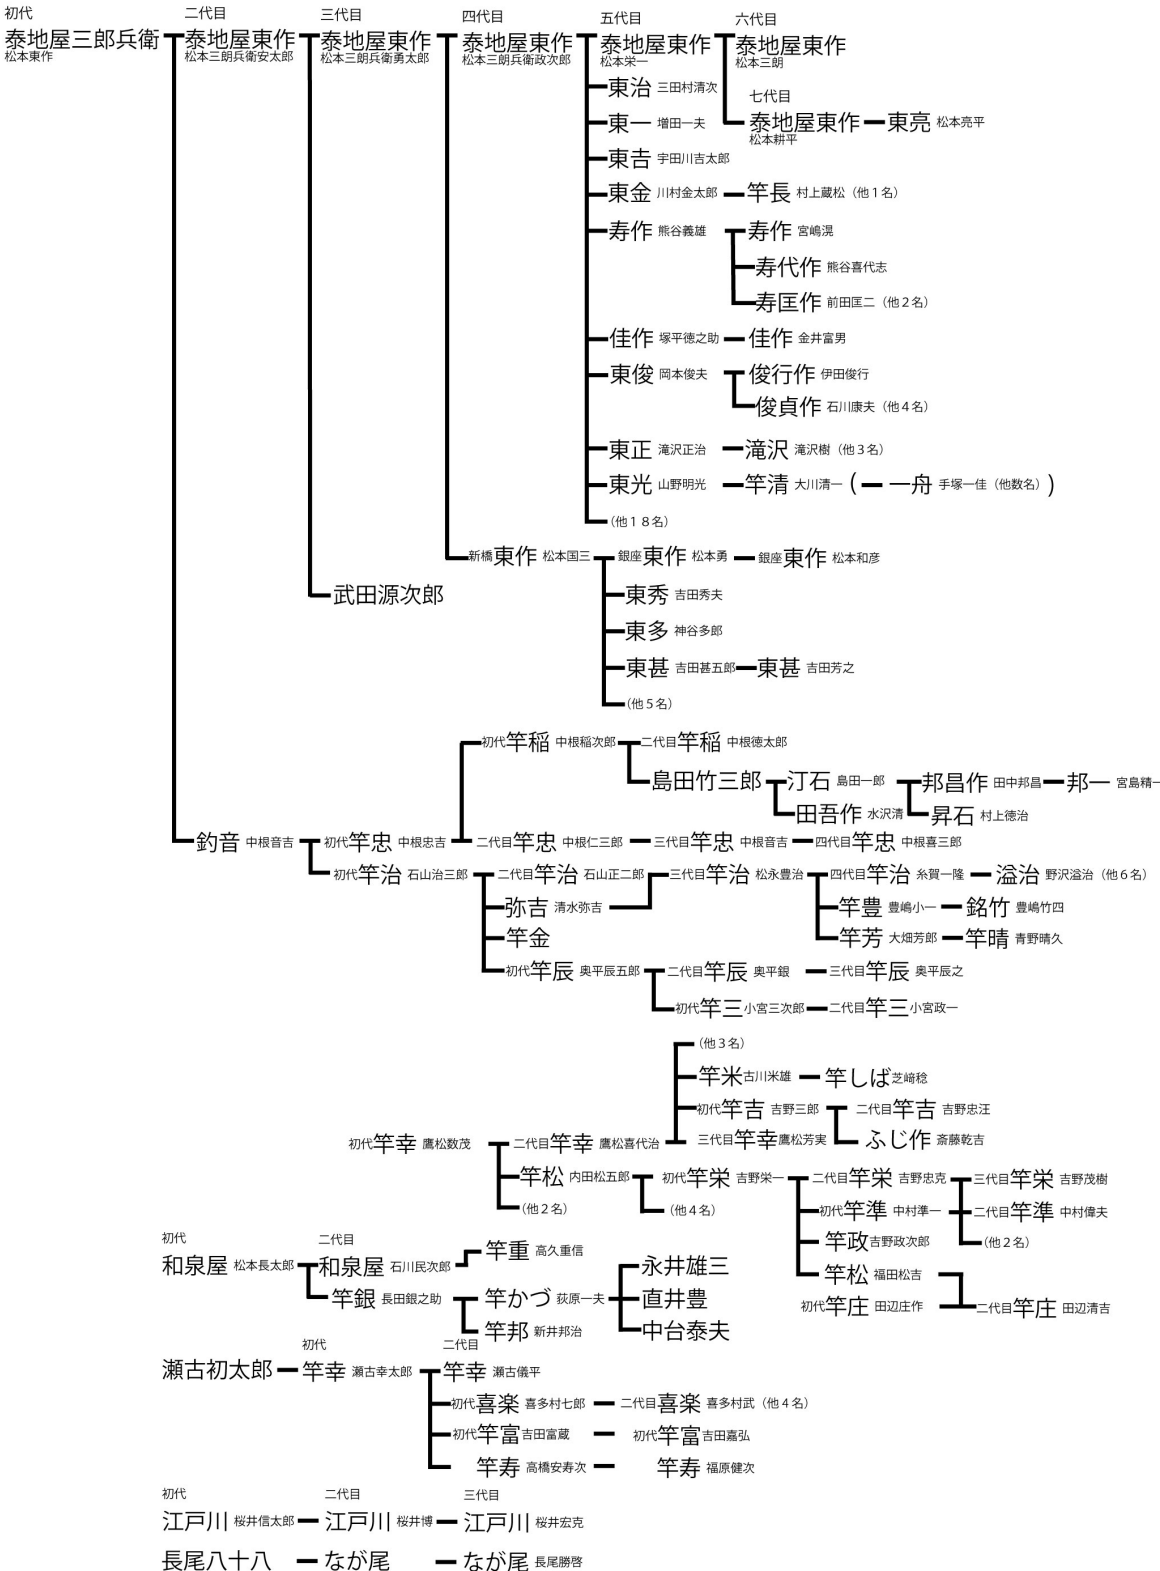 初代 二代目 三代目 四代目 五代目 六代目
泰地屋三郎兵衛 泰地屋東作 泰地屋東作 泰地屋東作 泰地屋東作 泰地屋東作
松本東作 松本三朗兵衛安太郎 松本三朗兵衛勇太郎 松本三朗兵衛政次郎 松本栄一 松本三朗
東治 三田村清次
七代目
東一 増田一夫 泰地屋東作 東亮 松本亮平
松本耕平
東吉 宇田川吉太郎
東金 川村金太郎 竿長 村上蔵松（他１名）
寿作 熊谷義雄 寿作 宮嶋滉
寿代作 熊谷喜代志
寿匡作 前田匡二（他２名）
佳作 塚平徳之助 佳作 金井富男
東俊 岡本俊夫 俊行作 伊田俊行
俊貞作 石川康夫（他４名）
東正 滝沢正治 滝沢 滝沢樹（他３名）
東光 山野明光 竿清 大川清一 ( 一舟 手塚一佳（他数名） )
（他１８名）
新橋東作 松本国三 銀座東作 松本勇 銀座東作 松本和彦
武田源次郎 東秀 吉田秀夫
東多 神谷多郎
東甚 吉田甚五郎 東甚 吉田芳之
（他５名）
初代竿稲 中根稲次郎 二代目竿稲 中根徳太郎
島田竹三郎 汀石 島田一郎 邦昌作 田中邦昌 邦一 宮島精一
田吾作 水沢清 昇石 村上徳治
釣音 中根音吉 初代竿忠 中根忠吉 二代目竿忠 中根仁三郎 三代目竿忠 中根音吉 四代目竿忠 中根喜三郎
初代竿治 石山治三郎 二代目竿治 石山正二郎 三代目竿治 松永豊治 四代目竿治 糸賀一隆 溢治 野沢溢治（他６名）
弥吉 清水弥吉 竿豊 豊嶋小一 銘竹 豊嶋竹四
竿金 竿芳 大畑芳郎 竿晴 青野晴久
初代竿辰 奥平辰五郎 二代目竿辰 奥平銀 三代目竿辰 奥平辰之
初代竿三小宮三次郎 二代目竿三小宮政一
（他３名）
竿米古川米雄 竿しば芝﨑稔
初代竿吉 吉野三郎 二代目竿吉 吉野忠汪
初代竿幸 鷹松数茂 二代目竿幸 鷹松喜代治 三代目竿幸鷹松芳実 ふじ作 斎藤乾吉
竿松 内田松五郎 初代竿栄 吉野栄一 二代目竿栄 吉野忠克 三代目竿栄 吉野茂樹
（他２名） （他４名） 初代竿準 中村準一 二代目竿準 中村偉夫
竿政吉野政次郎 （他２名）
初代 二代目
和泉屋 松本長太郎 和泉屋 石川民次郎 竿重 高久重信 永井雄三
竿松 福田松吉
竿銀 長田銀之助 竿かづ 荻原一夫 直井豊 初代竿庄 田辺庄作 二代目竿庄 田辺清吉
竿邦 新井邦治 中台泰夫
初代 二代目
瀬古初太郎 竿幸 瀬古幸太郎 竿幸 瀬古儀平
初代喜楽 喜多村七郎 二代目喜楽 喜多村武（他４名）
初代竿富吉田富蔵 初代竿富吉田嘉弘
竿寿 高橋安寿次 竿寿 福原健次
初代 二代目 三代目
江戸川 桜井信太郎 江戸川 桜井博 江戸川 桜井宏克
長尾八十八 なが尾 なが尾 長尾勝啓